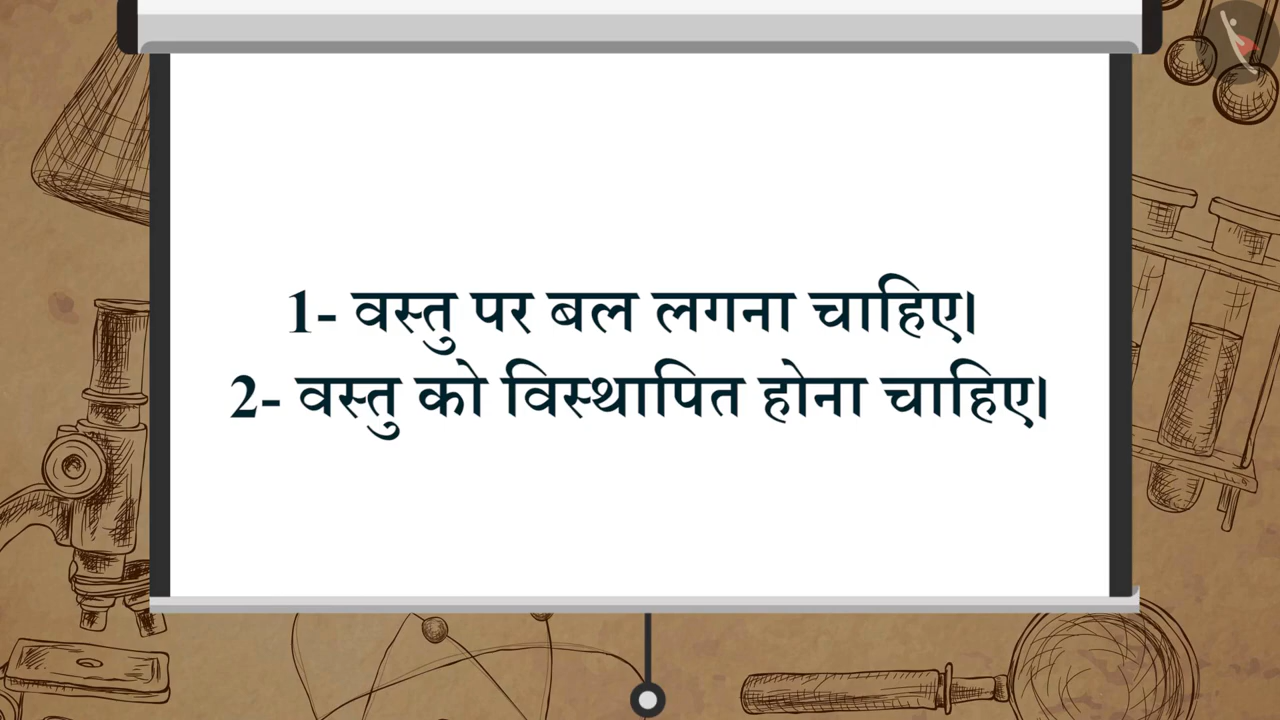 1- वस्तु पर बल लगना चाहिए।
2- वस्तु को विस्थापित होना चाहिए।